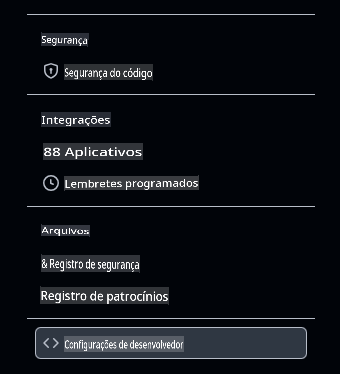 Segurança
Segurança do código
Integrações
88 Aplicativos
Lembretes programados
Arquivos
& Registro de segurança
Registro de patrocínios
Configurações de desenvolvedor